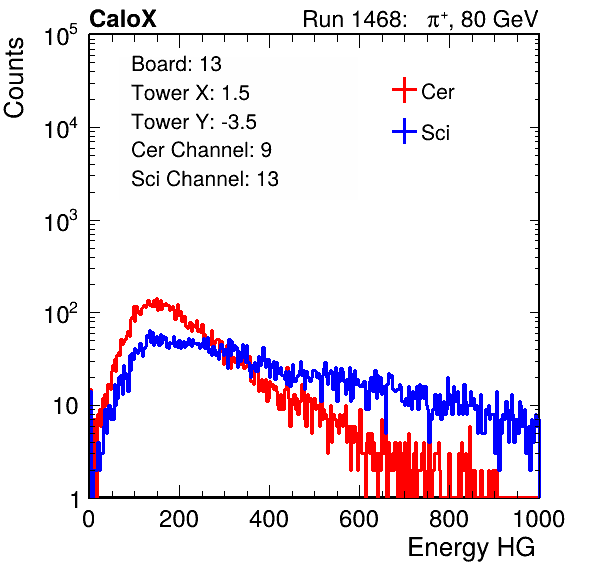 CaloX Run 1468: π⁺, 80 GeV
Counts
10⁵
10⁴
10³
10²
10
1
Board: 13
Tower X: 1.5
Tower Y: -3.5
Cer Channel: 9
Sci Channel: 13
Cer
Sci
0 200 400 600 800 1000
Energy HG